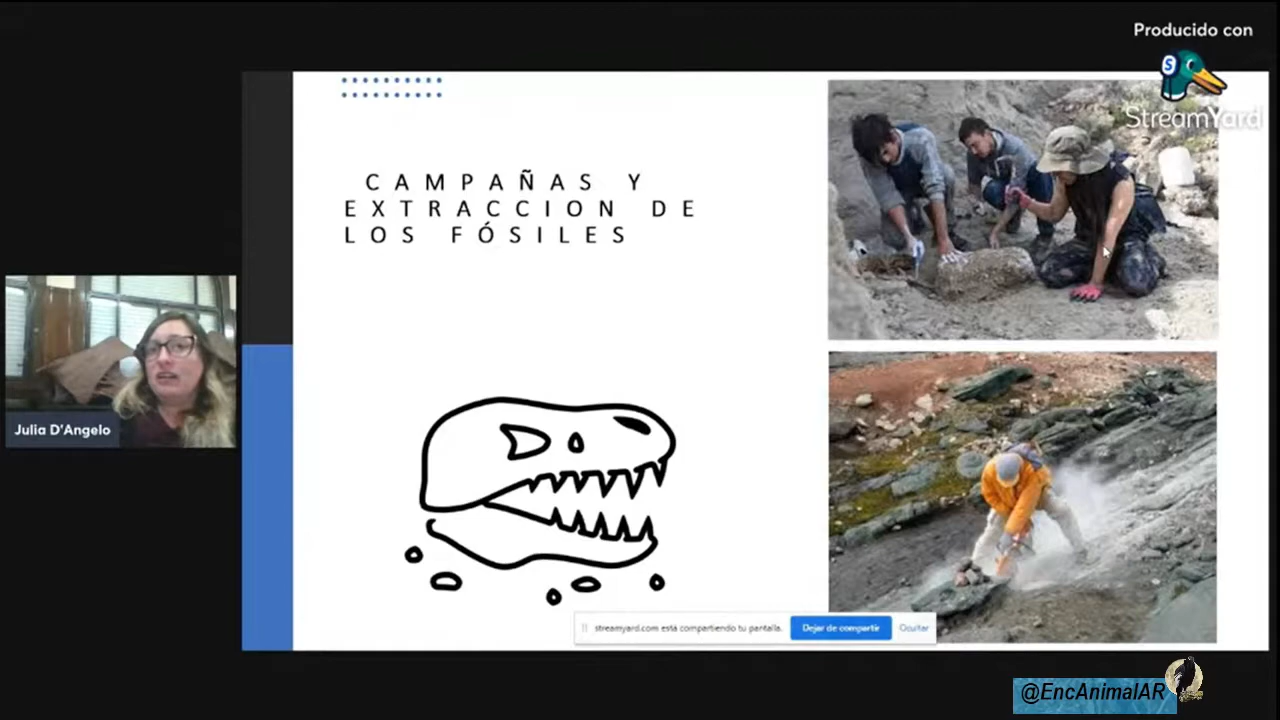 Producido con
StreamYard
CAMPAÑAS Y
EXTRACCION DE
LOS FÓSILES
Julia D'Angelo
streamyard.com está compartiendo tu pantalla.
Dejar de compartir
Ocultar
@EncAnimalAR